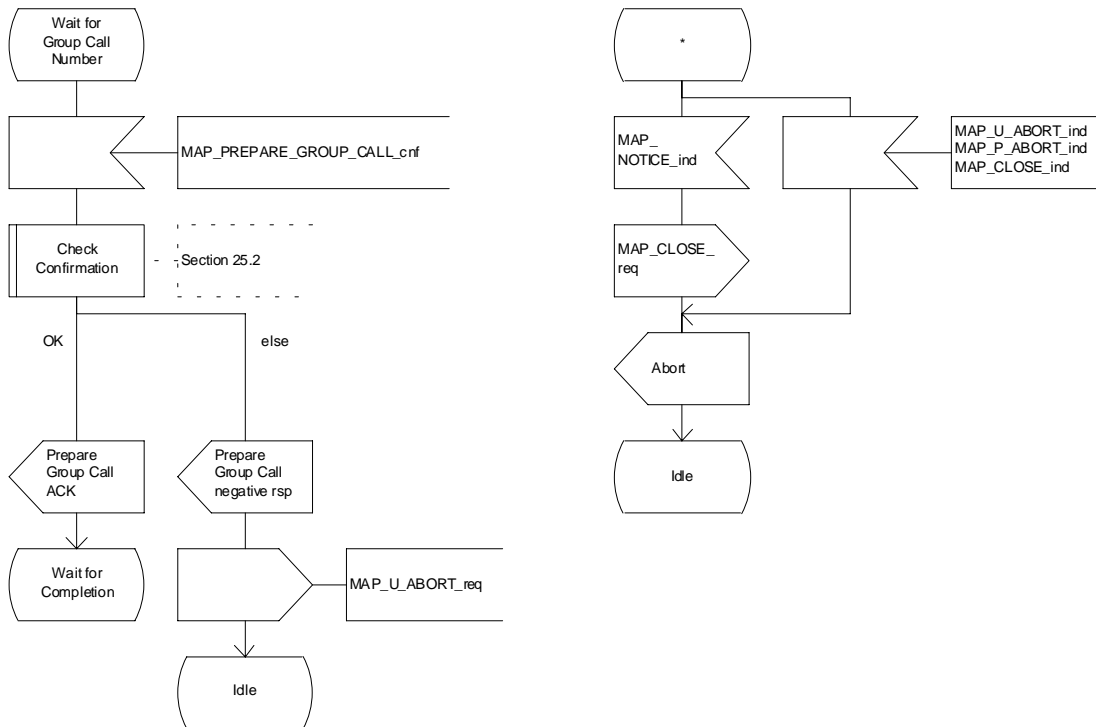 Wait for
Group Call
Number
MAP_PREPARE_GROUP_CALL_cnf
Check
Confirmation
Section 25.2
OK
else
Prepare
Group Call
ACK
Prepare
Group Call
negative rsp
Wait for
Completion
MAP_U_ABORT_req
Idle
*
MAP_
NOTICE_ind
MAP_U_ABORT_ind
MAP_P_ABORT_ind
MAP_CLOSE_ind
MAP_CLOSE_
req
Abort
Idle